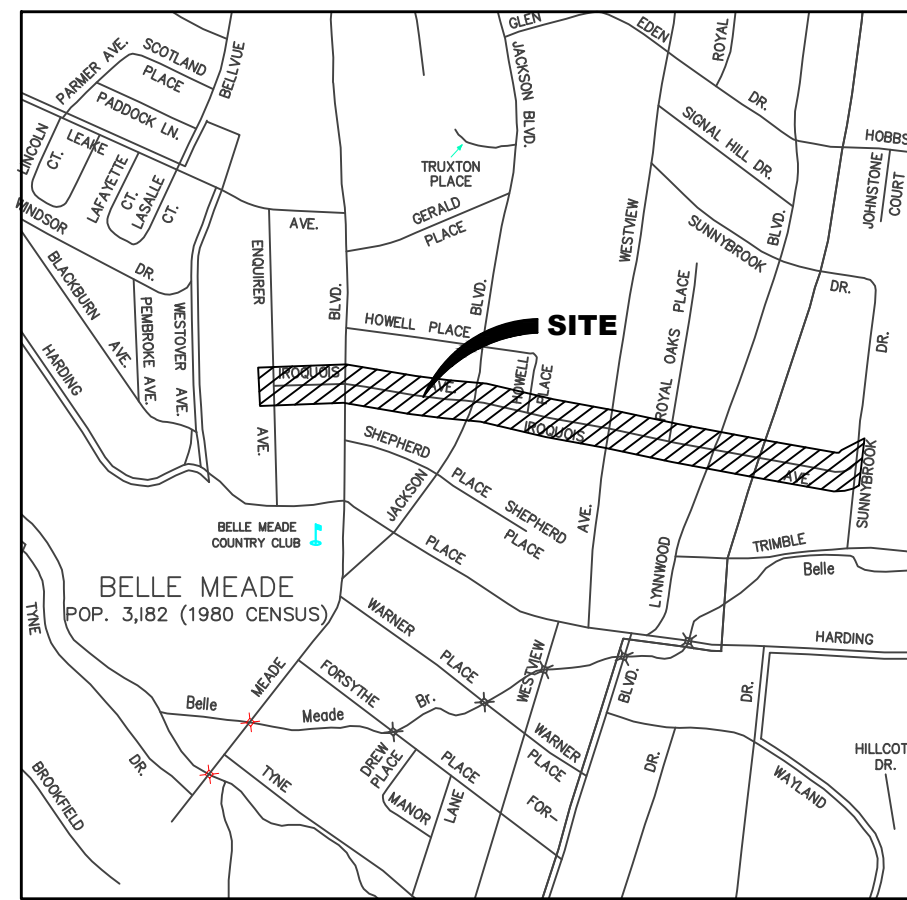 GLEN
EDEN
DR.
ROYAL
SCOTLAND
PLACE
PARMER AVE.
BELLVUE
JACKSON BLVD.
PADDOCK LN.
SIGNAL HILL DR.
HOBBS
LINCOLN
CT.
LEAKE
LAFAYETTE
CT.
LASALLE
CT.
TRUXTON
PLACE
JOHNSTONE
COURT
WINDSOR
DR.
AVE.
GERALD
PLACE
WESTVIEW
SUNNYBROOK
DR.
BLVD.
ENQUIRER
AVE.
BLACKBURN
AVE.
PEMBROKE AVE.
WESTOVER AVE.
BLVD.
BLVD.
HOWELL PLACE
SITE
ROYAL OAKS PLACE
DR.
HARDING
IROQUOIS
AVE.
HOWELL
PLACE
IROQUOIS
AVE
SUNNYBROOK
SHEPHERD
PLACE
SHEPHERD
PLACE
JACKSON
AVE.
BELLE MEADE
COUNTRY CLUB
PLACE
LYNNWOOD
TRIMBLE
Belle
BELLE MEADE
POP. 3,182 (1980 CENSUS)
TYNE
WARNER
PLACE
HARDING
MEADE
FORSYTHE
WESTVIEW
BLVD.
DR.
Belle
Meade
Br.
WARNER
PLACE
DR.
TYNE
DREW
PLACE
PLACE
DR.
HILLCOT
DR.
BROOKFIELD
MANOR
LANE
FOR-
WAYLAND